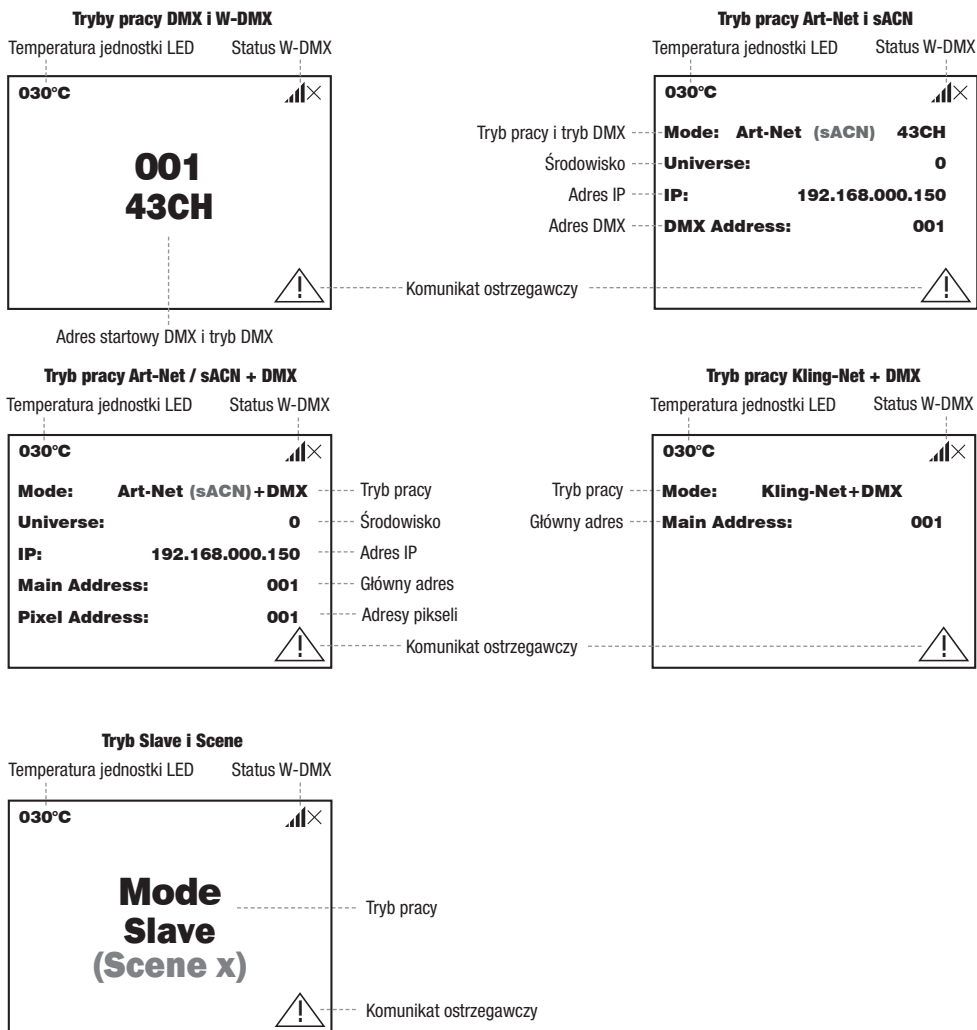 Tryby pracy DMX i W-DMX
Temperatura jednostki LED Status W-DMX
030°C
001
43CH
Adres startowy DMX i tryb DMX
Tryb pracy Art-Net i sACN
Temperatura jednostki LED Status W-DMX
030°C
Tryb pracy i tryb DMX Mode: Art-Net (sACN) 43CH
Środowisko Universe: 0
Adres IP IP: 192.168.000.150
Adres DMX DMX Address: 001
Komunikat ostrzegawczy
Tryb pracy Art-Net / sACN + DMX
Temperatura jednostki LED Status W-DMX
030°C
Mode: Art-Net (sACN)+DMX Tryb pracy
Universe: 0 Środowisko
IP: 192.168.000.150 Adres IP
Main Address: 001 Główny adres
Pixel Address: 001 Adresy pikseli
Tryb pracy Kling-Net + DMX
Temperatura jednostki LED Status W-DMX
030°C
Tryb pracy Mode: Kling-Net+DMX
Główny adres Main Address: 001
Komunikat ostrzegawczy
Tryb Slave i Scene
Temperatura jednostki LED Status W-DMX
030°C
Mode Tryb pracy
Slave
(Scene x)
Komunikat ostrzegawczy